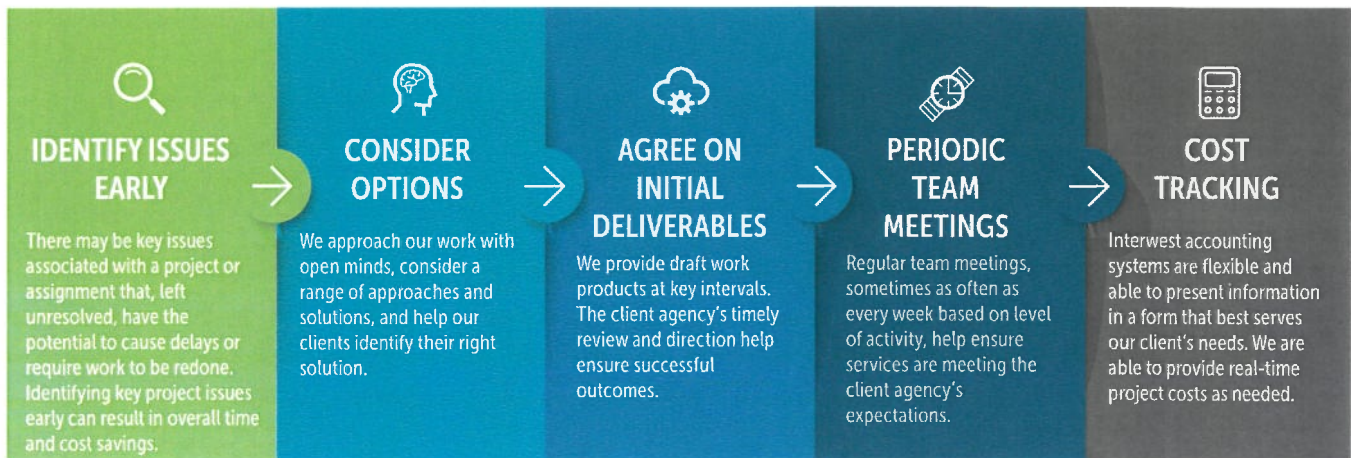 IDENTIFY ISSUES
EARLY
There may be key issues
associated with a project or
assignment that, left
unresolved, have the
potential to cause delays or
require work to be redone.
Identifying key project issues
early can result in overall time
and cost savings.
CONSIDER
OPTIONS
We approach our work with
open minds, consider a
range of approaches and
solutions, and help our
clients identify their right
solution.
AGREE ON
INITIAL
DELIVERABLES
We provide draft work
products at key intervals.
The client agency's timely
review and direction help
ensure successful
outcomes.
PERIODIC
TEAM
MEETINGS
Regular team meetings,
sometimes as often as
every week based on level
of activity, help ensure
services are meeting the
client agency's
expectations.
COST
TRACKING
Interwest accounting
systems are flexible and
able to present information
in a form that best serves
our client's needs. We are
able to provide real-time
project costs as needed.